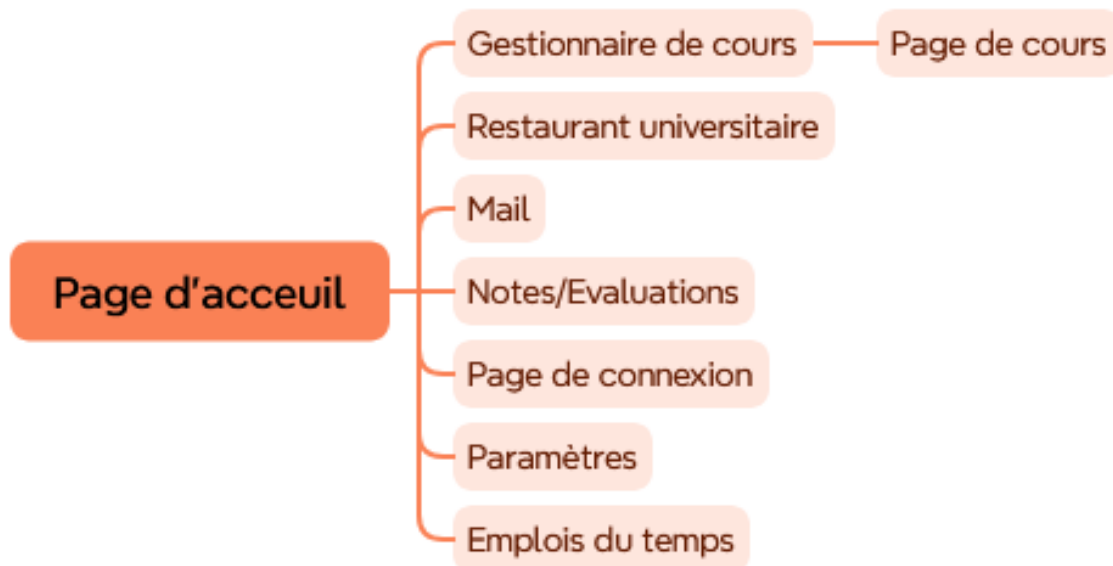 Gestionnaire de cours
Page de cours
Restaurant universitaire
Mail
Page d'acceuil
Notes/Evaluations
Page de connexion
Paramètres
Emplois du temps